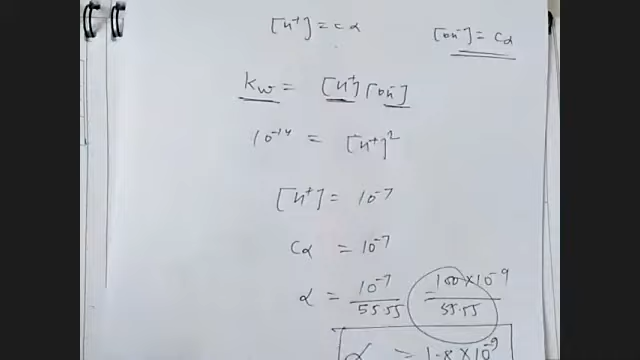 [H⁺] = Cα [OH⁻] = Cα
Kw = [H⁺] [OH⁻]
10⁻¹⁴ = [H⁺]²
[H⁺] = 10⁻⁷
Cα = 10⁻⁷
α = 10⁻⁷/55.55 = 100×10⁻⁹/55.55
α = 1.8 × 10⁻⁹